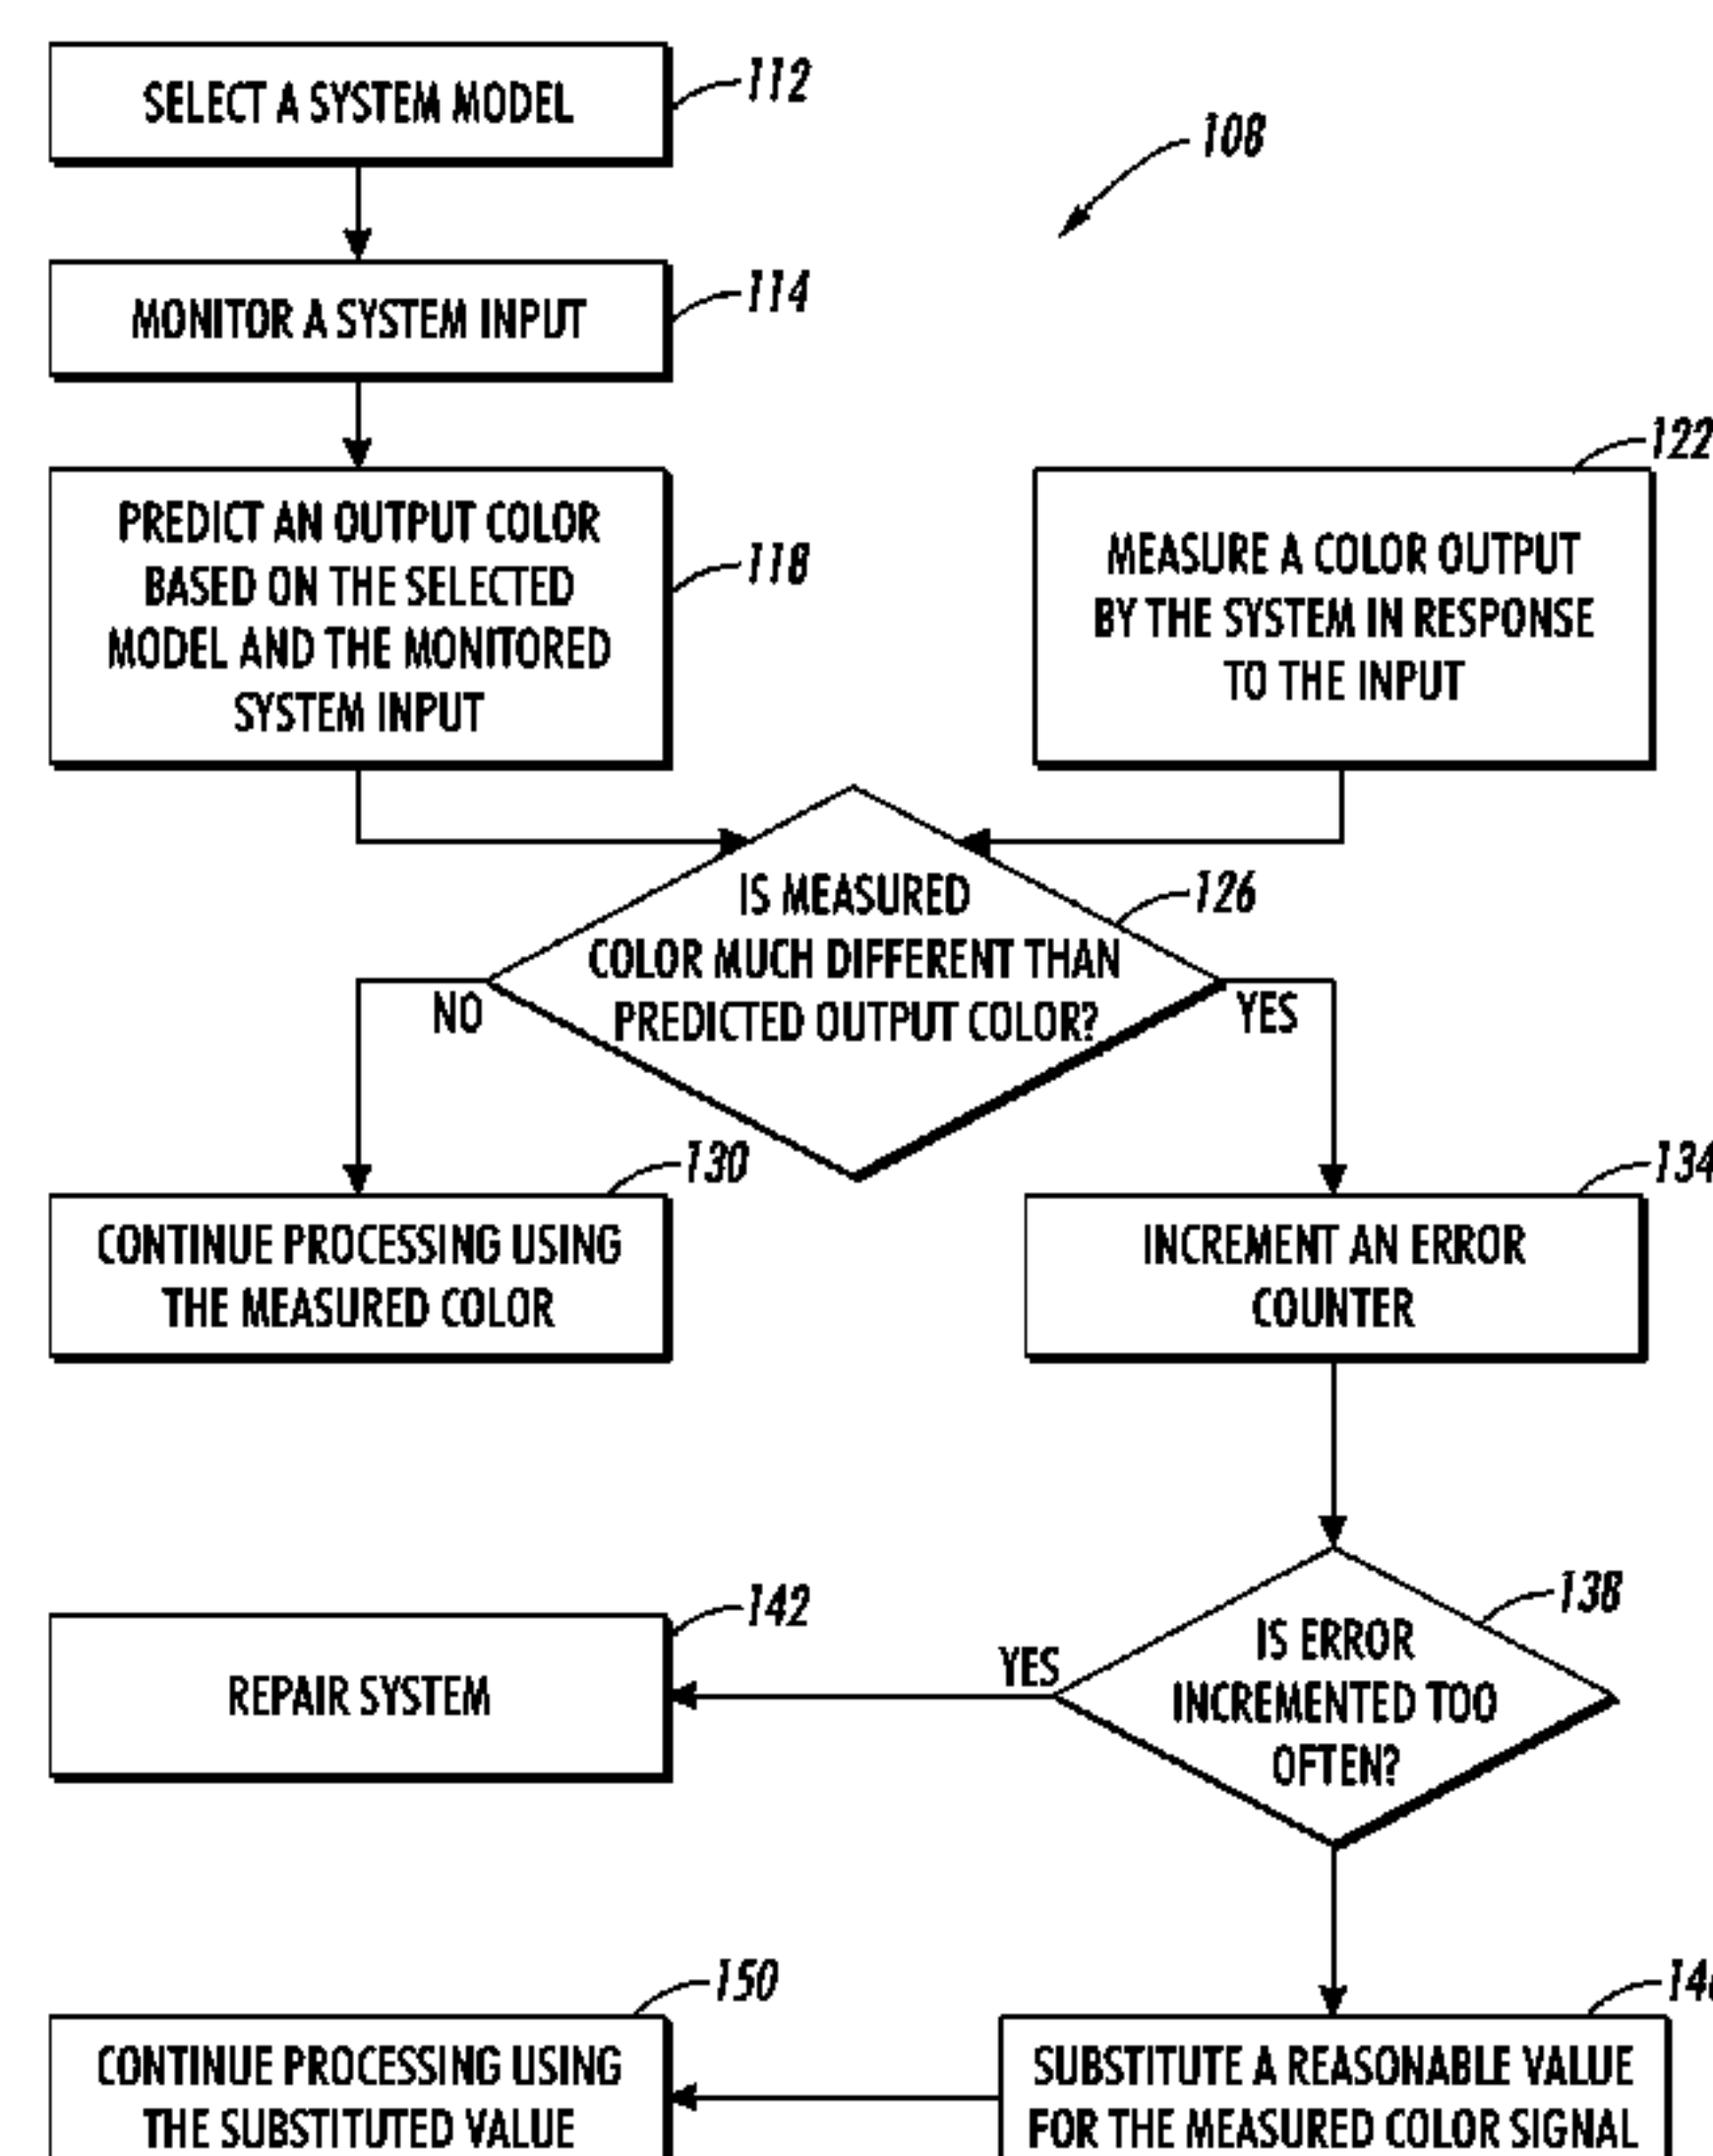 SELECT A SYSTEM MODEL
112
108
MONITOR A SYSTEM INPUT
114
PREDICT AN OUTPUT COLOR
BASED ON THE SELECTED
MODEL AND THE MONITORED
SYSTEM INPUT
118
122
MEASURE A COLOR OUTPUT
BY THE SYSTEM IN RESPONSE
TO THE INPUT
IS MEASURED
COLOR MUCH DIFFERENT THAN
PREDICTED OUTPUT COLOR?
126
NO
YES
130
CONTINUE PROCESSING USING
THE MEASURED COLOR
134
INCREMENT AN ERROR
COUNTER
138
IS ERROR
INCREMENTED TOO
OFTEN?
YES
142
REPAIR SYSTEM
150
CONTINUE PROCESSING USING
THE SUBSTITUTED VALUE
SUBSTITUTE A REASONABLE VALUE
FOR THE MEASURED COLOR SIGNAL